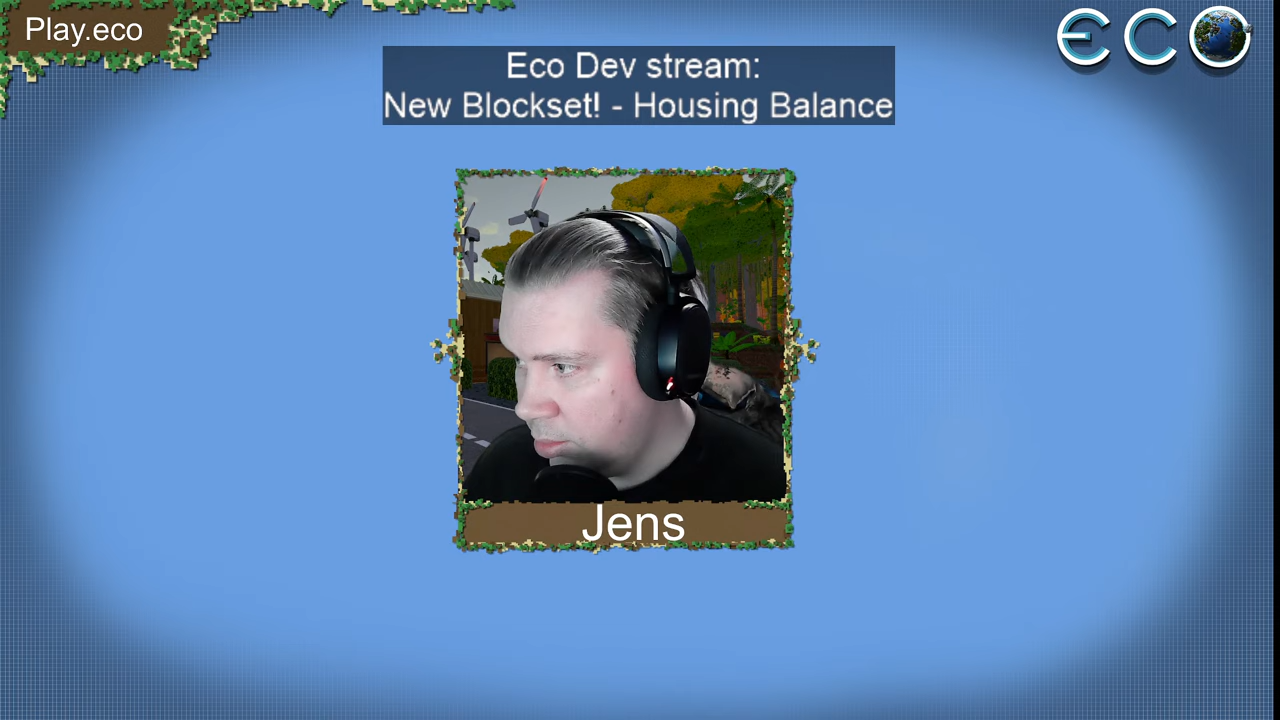 Play.eco
ECO
Eco Dev stream:
New Blockset! - Housing Balance
Jens